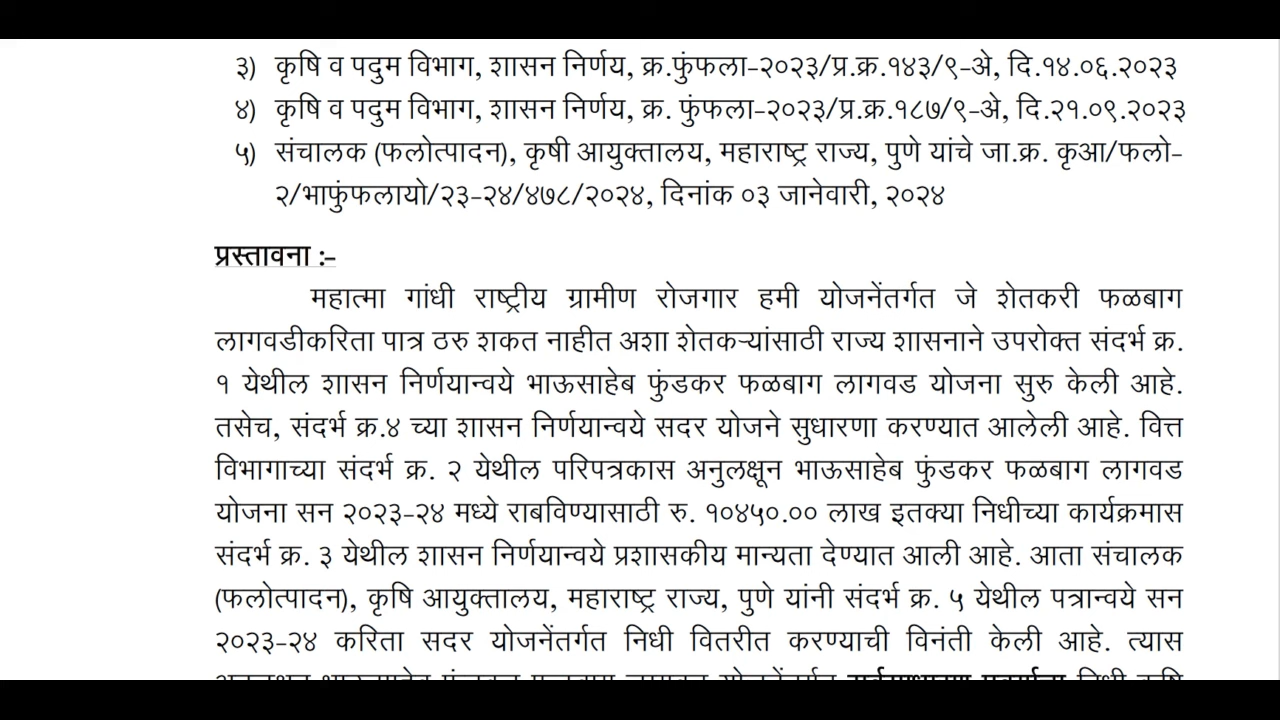 ३) कृषि व पदुम विभाग, शासन निर्णय, क्र.फुंफला-२०२३/प्र.क्र.१४३/९-अे, दि.१४.०६.२०२३
४) कृषि व पदुम विभाग, शासन निर्णय, क्र. फुंफला-२०२३/प्र.क्र.१८७/९-अे, दि.२१.०९.२०२३
५) संचालक (फलोत्पादन), कृषी आयुक्तालय, महाराष्ट्र राज्य, पुणे यांचे जा.क्र. कृआ/फलो-
२/भाफुंफलायो/२३-२४/४७८/२०२४, दिनांक ०३ जानेवारी, २०२४
प्रस्तावना :-
महात्मा गांधी राष्ट्रीय ग्रामीण रोजगार हमी योजनेंतर्गत जे शेतकरी फळबाग
लागवडीकरिता पात्र ठरु शकत नाहीत अशा शेतकऱ्यांसाठी राज्य शासनाने उपरोक्त संदर्भ क्र.
१ येथील शासन निर्णयान्वये भाऊसाहेब फुंडकर फळबाग लागवड योजना सुरु केली आहे.
तसेच, संदर्भ क्र.४ च्या शासन निर्णयान्वये सदर योजने सुधारणा करण्यात आलेली आहे. वित्त
विभागाच्या संदर्भ क्र. २ येथील परिपत्रकास अनुलक्षून भाऊसाहेब फुंडकर फळबाग लागवड
योजना सन २०२३-२४ मध्ये राबविण्यासाठी रु. १०४५०.०० लाख इतक्या निधीच्या कार्यक्रमास
संदर्भ क्र. ३ येथील शासन निर्णयान्वये प्रशासकीय मान्यता देण्यात आली आहे. आता संचालक
(फलोत्पादन), कृषि आयुक्तालय, महाराष्ट्र राज्य, पुणे यांनी संदर्भ क्र. ५ येथील पत्रान्वये सन
२०२३-२४ करिता सदर योजनेंतर्गत निधी वितरीत करण्याची विनंती केली आहे. त्यास